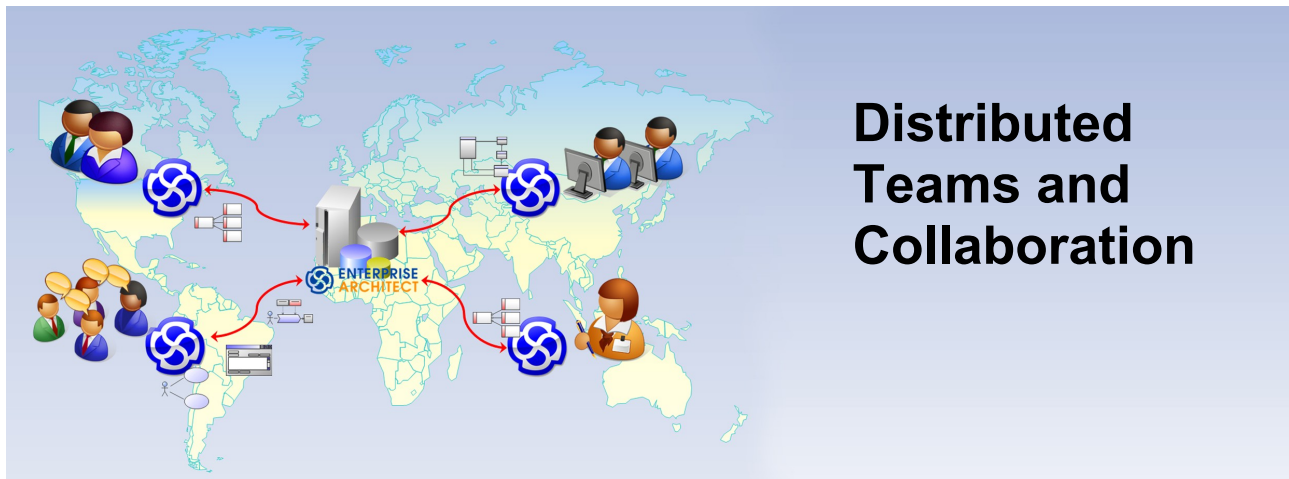 Distributed
Teams and
Collaboration
ENTERPRISE
ARCHITECT